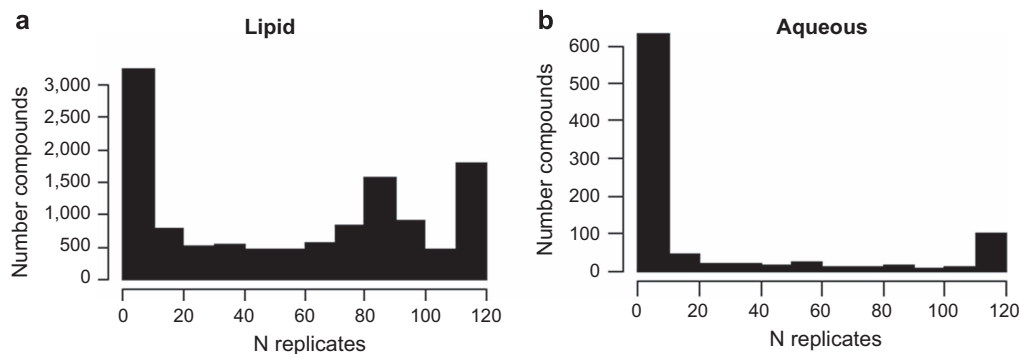 a
Lipid
Number compounds
3,000
2,500
2,000
1,500
1,000
500
0
0 20 40 60 80 100 120
N replicates
b
Aqueous
Number compounds
600
500
400
300
200
100
0
0 20 40 60 80 100 120
N replicates